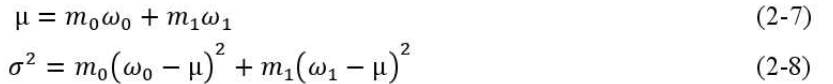 μ = m₀ω₀ + m₁ω₁ (2-7)
σ² = m₀(ω₀ − μ)² + m₁(ω₁ − μ)² (2-8)